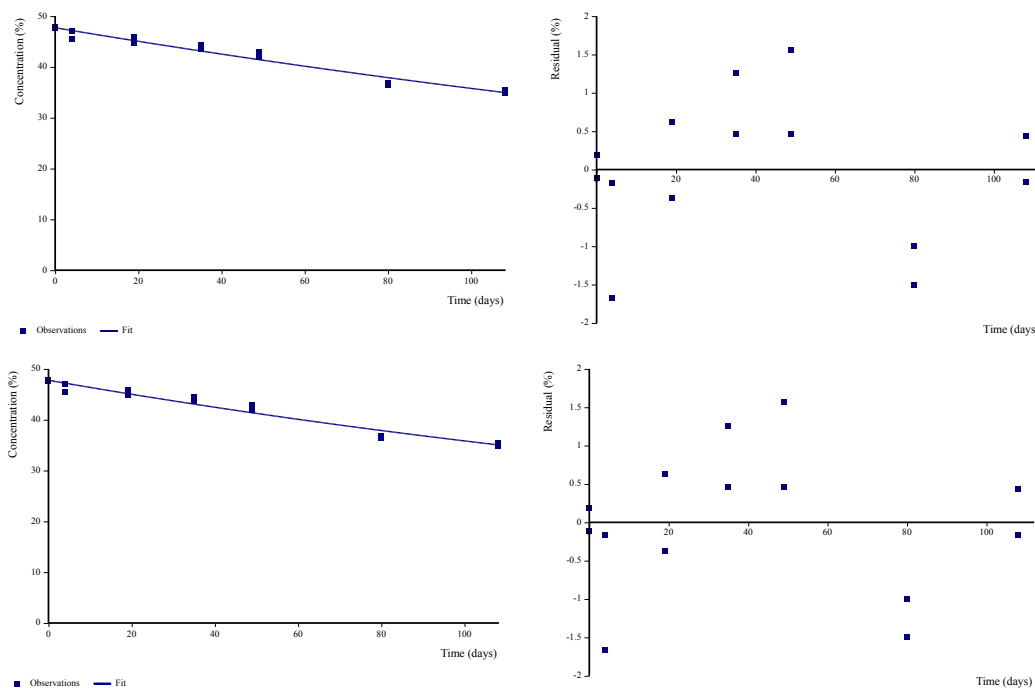 Concentration (%)
50
40
30
20
10
0
0 20 40 60 80 100
Time (days)
Observations Fit
Residual (%)
2
1.5
1
0.5
0
-0.5
-1
-1.5
-2
20 40 60 80 100
Time (days
Concentration (%)
50
40
30
20
10
0
0 20 40 60 80 100
Time (days)
Observations Fit
Residual (%)
2
1.5
1
0.5
0
-0.5
-1
-1.5
-2
20 40 60 80 100
Time (days)